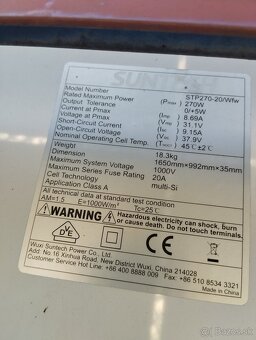 SUNTECH
Model Number STP270-20/Wfw
Rated Maximum Power (Pmax) 270W
Output Tolerance 0/+5W
Current at Pmax (Imp) 8.69A
Voltage at Pmax (Vmp) 31.1V
Short-Circuit Current (Isc) 9.15A
Open-Circuit Voltage (Voc) 37.9V
Nominal Operating Cell Temp. (TNOCT) 45℃±2℃
Weight 18.3kg
Dimension 1650mm×992mm×35mm
Maximum System Voltage 1000V
Maximum Series Fuse Rating 20A
Cell Technology multi-Si
Application Class A
All technical data at standard test condition
AM=1.5 E=1000W/m² Tc=25℃
WARNING
Hazardous electricity can shock, burn
or cause death. Do not touch terminals.
VDE
CE
Wuxi Suntech Power Co., Ltd
Add: No.16 Xinhua Road, New District Wuxi, China 214028
Customer Service Hot Line: +86 400 8888 009 Fax: +86 510 8534 3321
bazos.sk